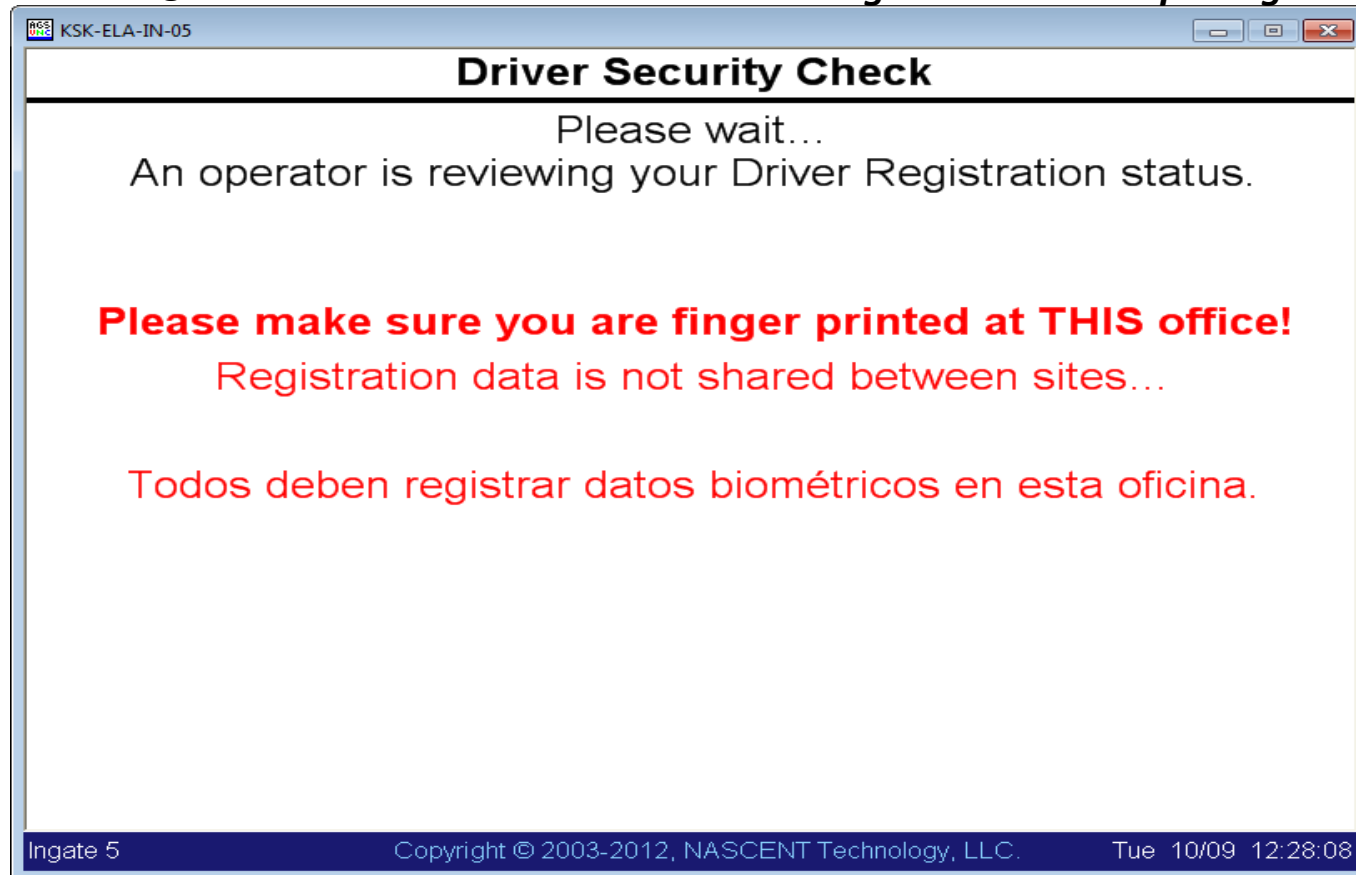 AGS VNC
KSK-ELA-IN-05
Driver Security Check
Please wait...
An operator is reviewing your Driver Registration status.
Please make sure you are finger printed at THIS office!
Registration data is not shared between sites...
Todos deben registrar datos biométricos en esta oficina.
Ingate 5 Copyright © 2003-2012, NASCENT Technology, LLC. Tue 10/09 12:28:08